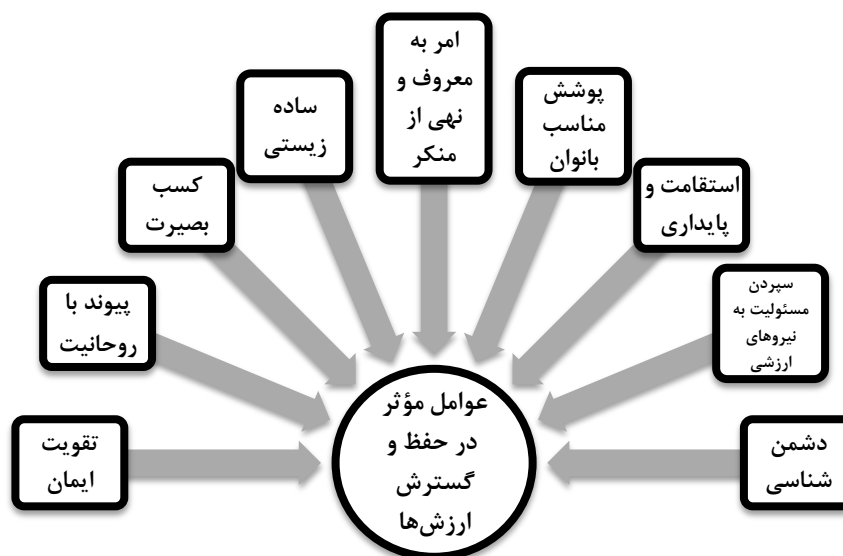 امر به
معروف و
نهی از
منکر
پوشش
مناسب
بانوان
ساده
زیستی
استقامت و
پایداری
کسب
بصیرت
سپردن
مسئولیت به
نیروهای
ارزشی
پیوند با
روحانیت
دشمن
شناسی
تقویت
ایمان
عوامل مؤثر
در حفظ و
گسترش
ارزش‌ها